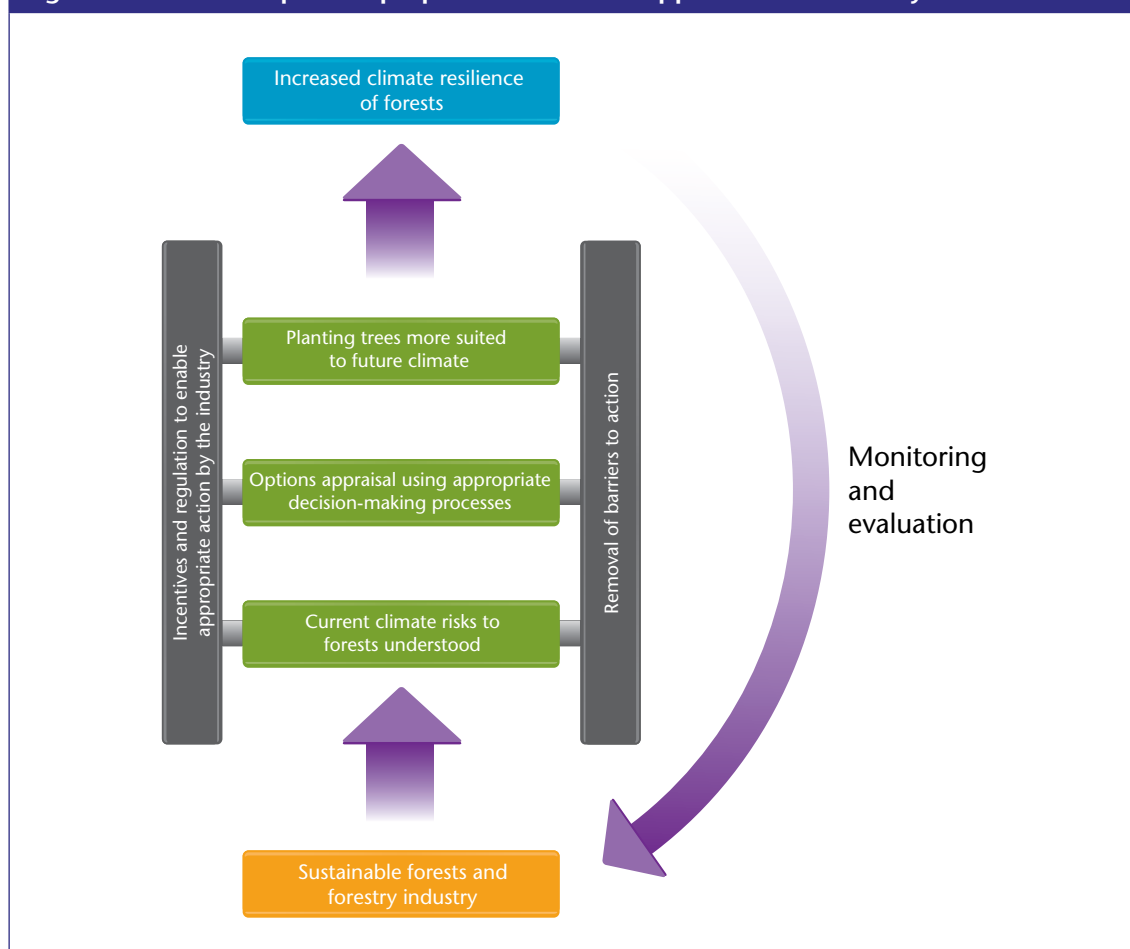 Increased climate resilience
of forests
Incentives and regulation to enable
appropriate action by the industry
Planting trees more suited
to future climate
Options appraisal using appropriate
decision-making processes
Current climate risks to
forests understood
Removal of barriers to action
Monitoring
and
evaluation
Sustainable forests and
forestry industry